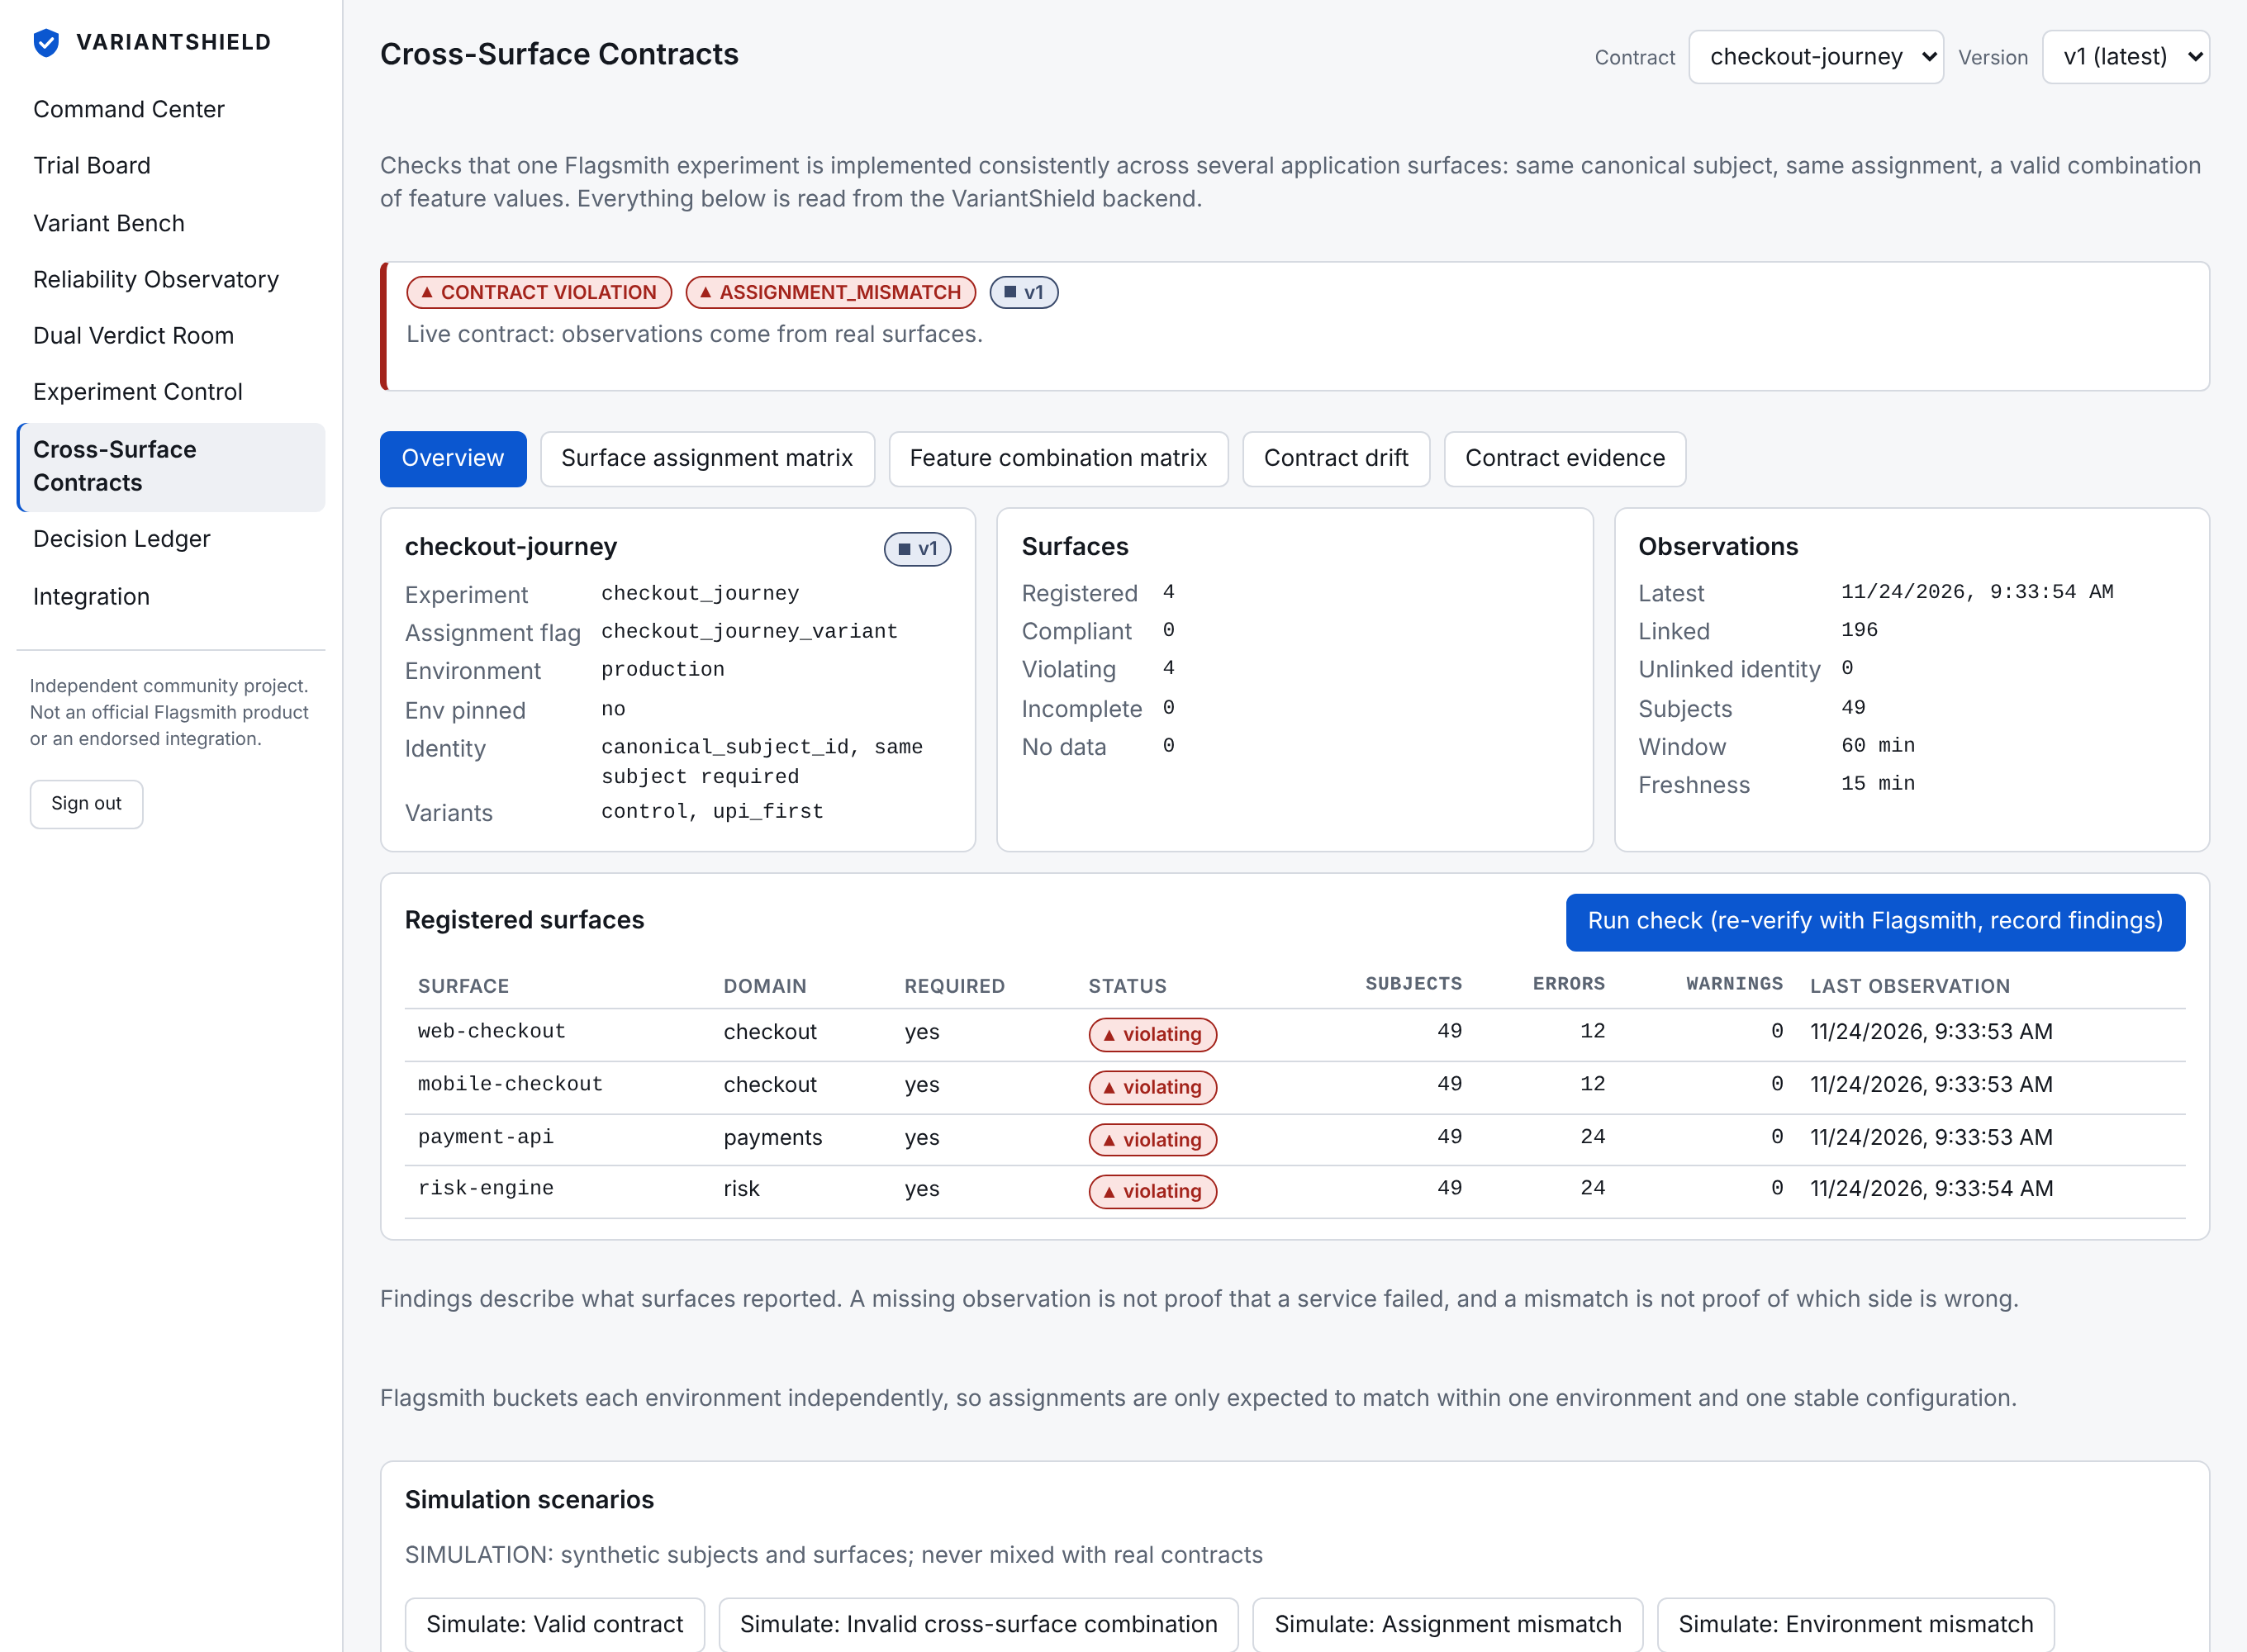 VARIANTSHIELD
Command Center
Trial Board
Variant Bench
Reliability Observatory
Dual Verdict Room
Experiment Control
Cross-Surface
Contracts
Decision Ledger
Integration
Independent community project.
Not an official Flagsmith product
or an endorsed integration.
Sign out
Cross-Surface Contracts
Contract checkout-journey Version v1 (latest)
Checks that one Flagsmith experiment is implemented consistently across several application surfaces: same canonical subject, same assignment, a valid combination
of feature values. Everything below is read from the VariantShield backend.
▲ CONTRACT VIOLATION ▲ ASSIGNMENT_MISMATCH ■ v1
Live contract: observations come from real surfaces.
Overview Surface assignment matrix Feature combination matrix Contract drift Contract evidence
checkout-journey ■ v1
Experiment checkout_journey
Assignment flag checkout_journey_variant
Environment production
Env pinned no
Identity canonical_subject_id, same
subject required
Variants control, upi_first
Surfaces
Registered 4
Compliant 0
Violating 4
Incomplete 0
No data 0
Observations
Latest 11/24/2026, 9:33:54 AM
Linked 196
Unlinked identity 0
Subjects 49
Window 60 min
Freshness 15 min
Registered surfaces Run check (re-verify with Flagsmith, record findings)
SURFACE DOMAIN REQUIRED STATUS SUBJECTS ERRORS WARNINGS LAST OBSERVATION
web-checkout checkout yes ▲ violating 49 12 0 11/24/2026, 9:33:53 AM
mobile-checkout checkout yes ▲ violating 49 12 0 11/24/2026, 9:33:53 AM
payment-api payments yes ▲ violating 49 24 0 11/24/2026, 9:33:53 AM
risk-engine risk yes ▲ violating 49 24 0 11/24/2026, 9:33:54 AM
Findings describe what surfaces reported. A missing observation is not proof that a service failed, and a mismatch is not proof of which side is wrong.
Flagsmith buckets each environment independently, so assignments are only expected to match within one environment and one stable configuration.
Simulation scenarios
SIMULATION: synthetic subjects and surfaces; never mixed with real contracts
Simulate: Valid contract Simulate: Invalid cross-surface combination Simulate: Assignment mismatch Simulate: Environment mismatch